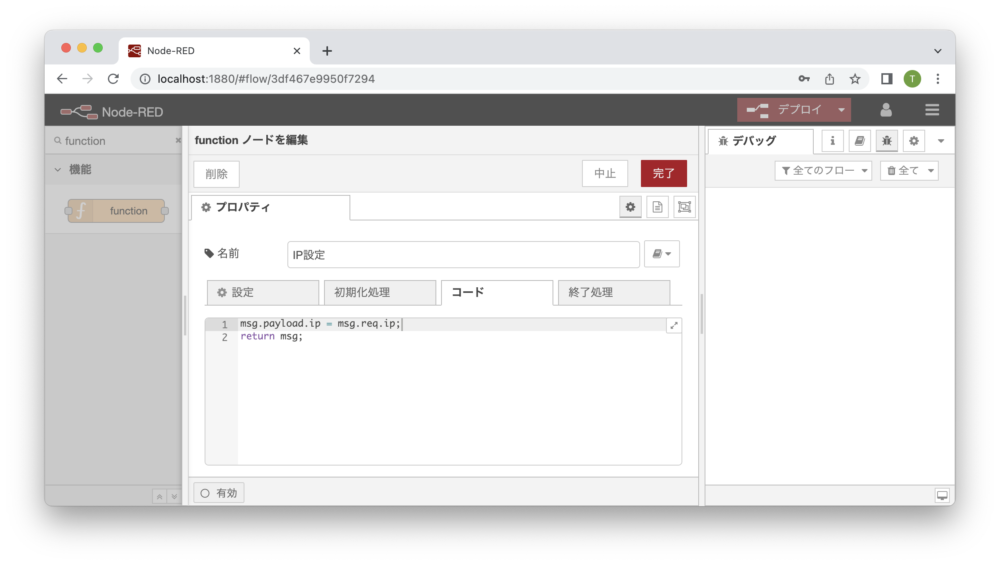 Node-RED
localhost:1880/#flow/3df467e9950f7294
T
Node-RED
デプロイ
function
機能
function
function ノードを編集
削除
中止
完了
プロパティ
名前
IP設定
設定
初期化処理
コード
終了処理
1 msg.payload.ip = msg.req.ip;
2 return msg;
有効
デバッグ
全てのフロー
全て